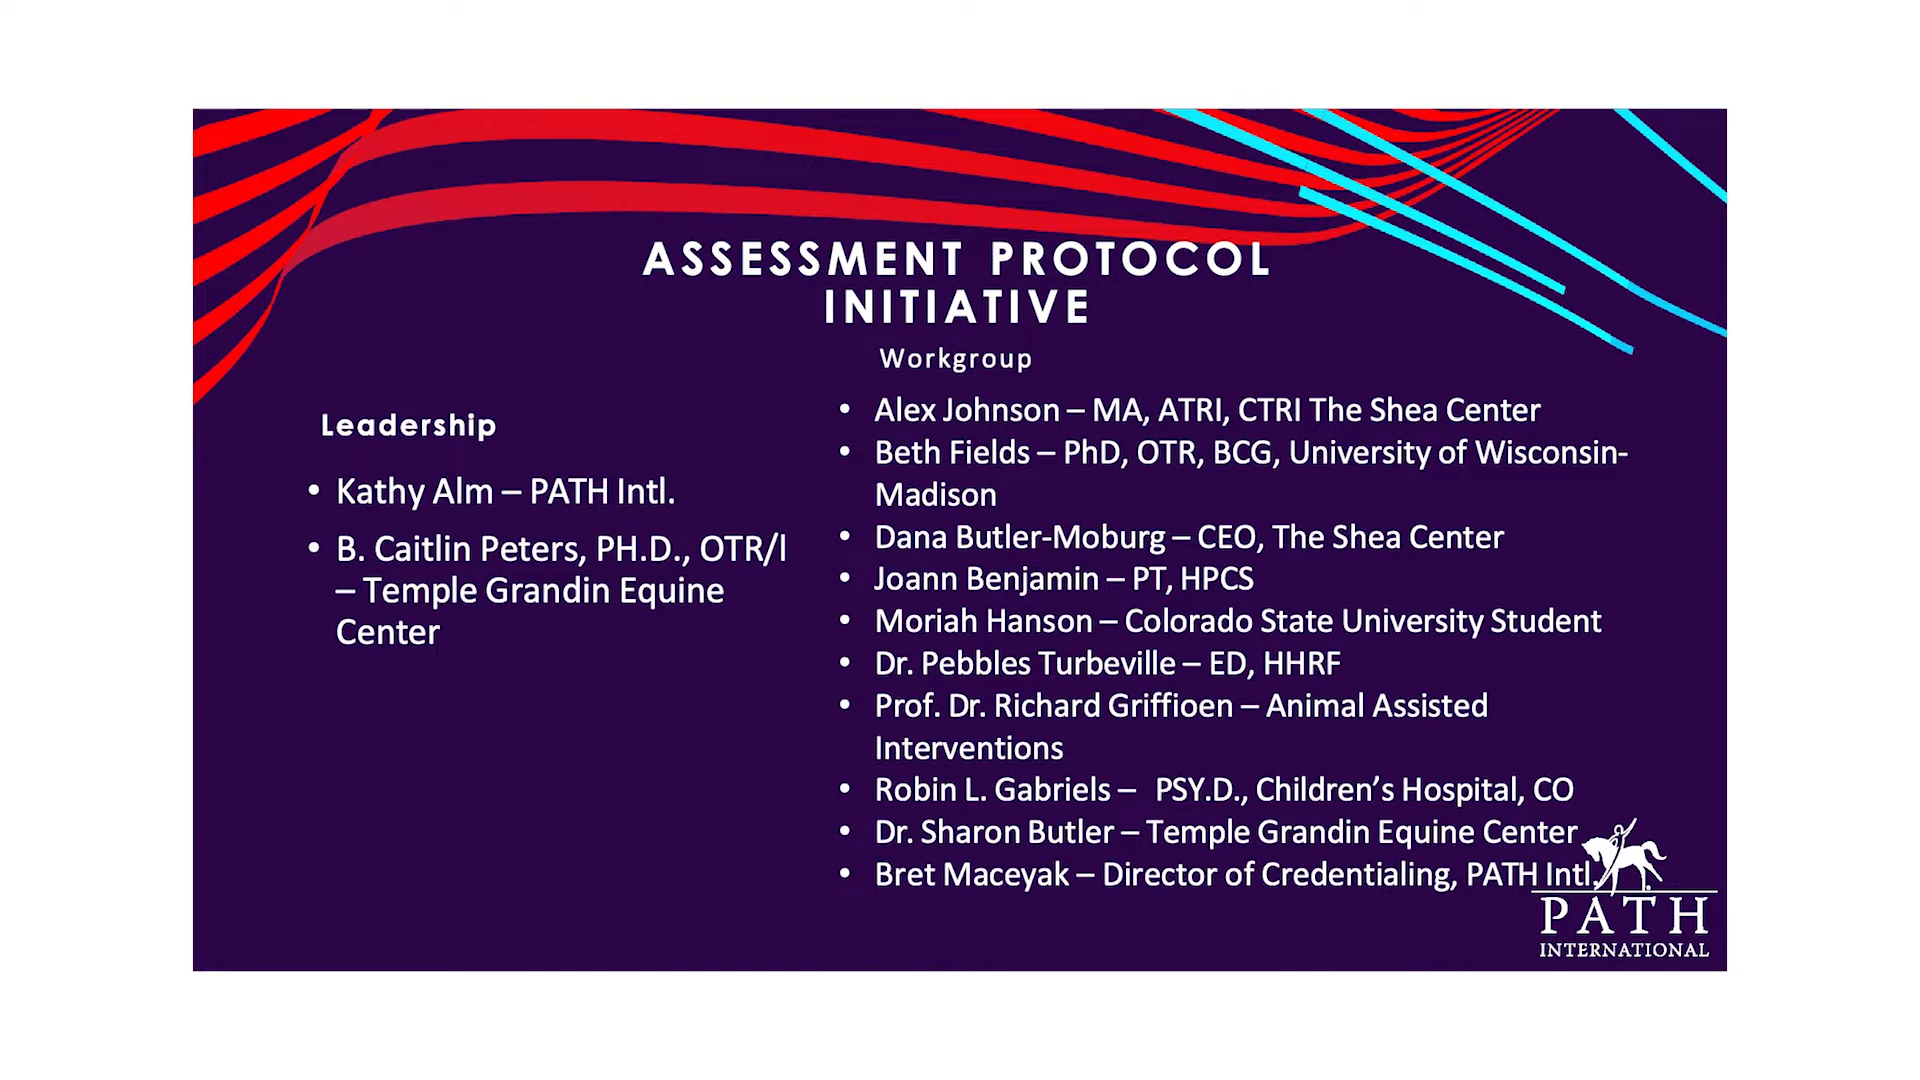 ASSESSMENT PROTOCOL
INITIATIVE
Workgroup
Leadership
• Kathy Alm – PATH Intl.
• B. Caitlin Peters, PH.D., OTR/l
– Temple Grandin Equine
Center
• Alex Johnson – MA, ATRI, CTRI The Shea Center
• Beth Fields – PhD, OTR, BCG, University of Wisconsin-
Madison
• Dana Butler-Moburg – CEO, The Shea Center
• Joann Benjamin – PT, HPCS
• Moriah Hanson – Colorado State University Student
• Dr. Pebbles Turbeville – ED, HHRF
• Prof. Dr. Richard Griffioen – Animal Assisted
Interventions
• Robin L. Gabriels – PSY.D., Children’s Hospital, CO
• Dr. Sharon Butler – Temple Grandin Equine Center
• Bret Maceyak – Director of Credentialing, PATH Intl.
PATH
INTERNATIONAL